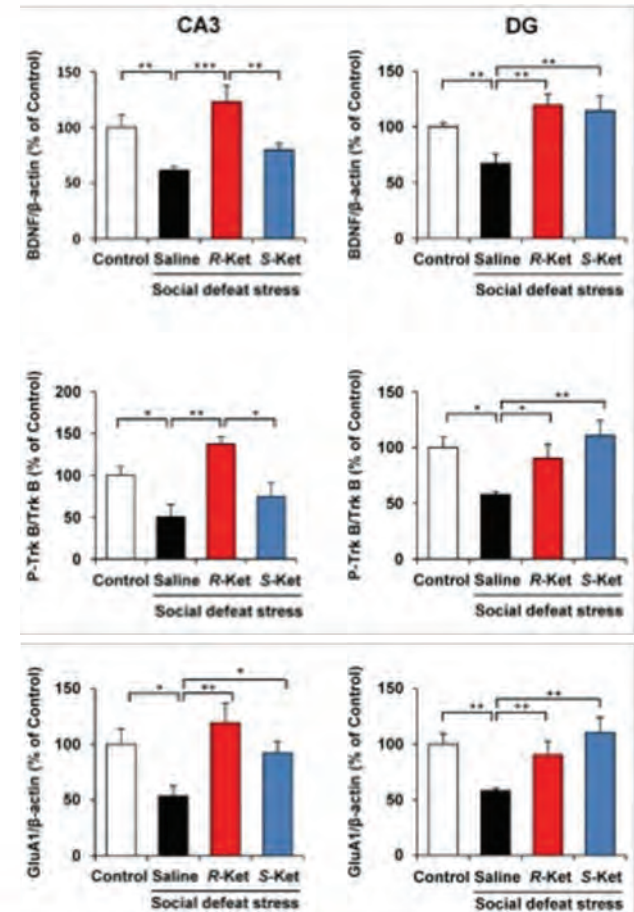 CA3
DG
BDNF/β-actin (% of Control)
150
100
50
0
** *** **
Control Saline R-Ket S-Ket
Social defeat stress
BDNF/β-actin (% of Control)
150
100
50
0
** ** **
Control Saline R-Ket S-Ket
Social defeat stress
P-Trk B/Trk B (% of Control)
200
150
100
50
0
* ** *
Control Saline R-Ket S-Ket
Social defeat stress
P-Trk B/Trk B (% of Control)
150
100
50
0
* * **
Control Saline R-Ket S-Ket
Social defeat stress
GluA1/β-actin (% of Control)
150
100
50
0
* ** *
Control Saline R-Ket S-Ket
Social defeat stress
GluA1/β-actin (% of Control)
150
100
50
0
** ** **
Control Saline R-Ket S-Ket
Social defeat stress